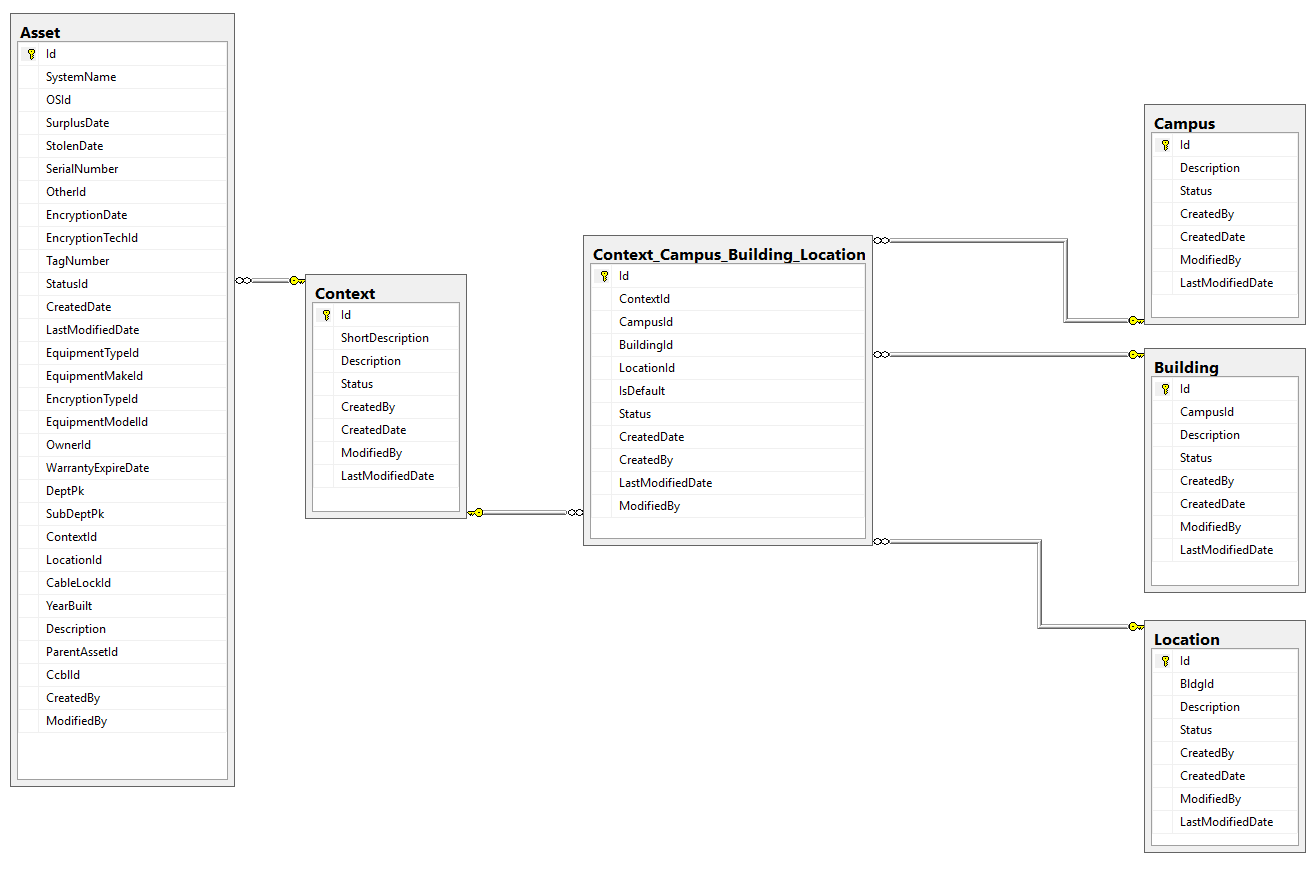 Asset
Id
SystemName
OSId
SurplusDate
StolenDate
SerialNumber
OtherId
EncryptionDate
EncryptionTechId
TagNumber
StatusId
CreatedDate
LastModifiedDate
EquipmentTypeId
EquipmentMakeId
EncryptionTypeId
EquipmentModelId
OwnerId
WarrantyExpireDate
DeptPk
SubDeptPk
ContextId
LocationId
CableLockId
YearBuilt
Description
ParentAssetId
CcblId
CreatedBy
ModifiedBy
Context
Id
ShortDescription
Description
Status
CreatedBy
CreatedDate
ModifiedBy
LastModifiedDate
Context_Campus_Building_Location
Id
ContextId
CampusId
BuildingId
LocationId
IsDefault
Status
CreatedDate
CreatedBy
LastModifiedDate
ModifiedBy
Campus
Id
Description
Status
CreatedBy
CreatedDate
ModifiedBy
LastModifiedDate
Building
Id
CampusId
Description
Status
CreatedBy
CreatedDate
ModifiedBy
LastModifiedDate
Location
Id
BldgId
Description
Status
CreatedBy
CreatedDate
ModifiedBy
LastModifiedDate